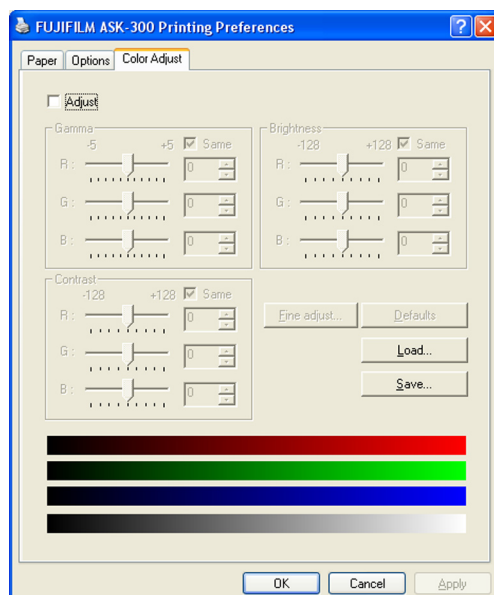 FUJIFILM ASK-300 Printing Preferences
Paper Options Color Adjust
Adjust
Gamma
-5 +5 Same
R : 0
G : 0
B : 0
Brightness
-128 +128 Same
R : 0
G : 0
B : 0
Contrast
-128 +128 Same
R : 0
G : 0
B : 0
Fine adjust... Defaults
Load...
Save...
OK Cancel Apply